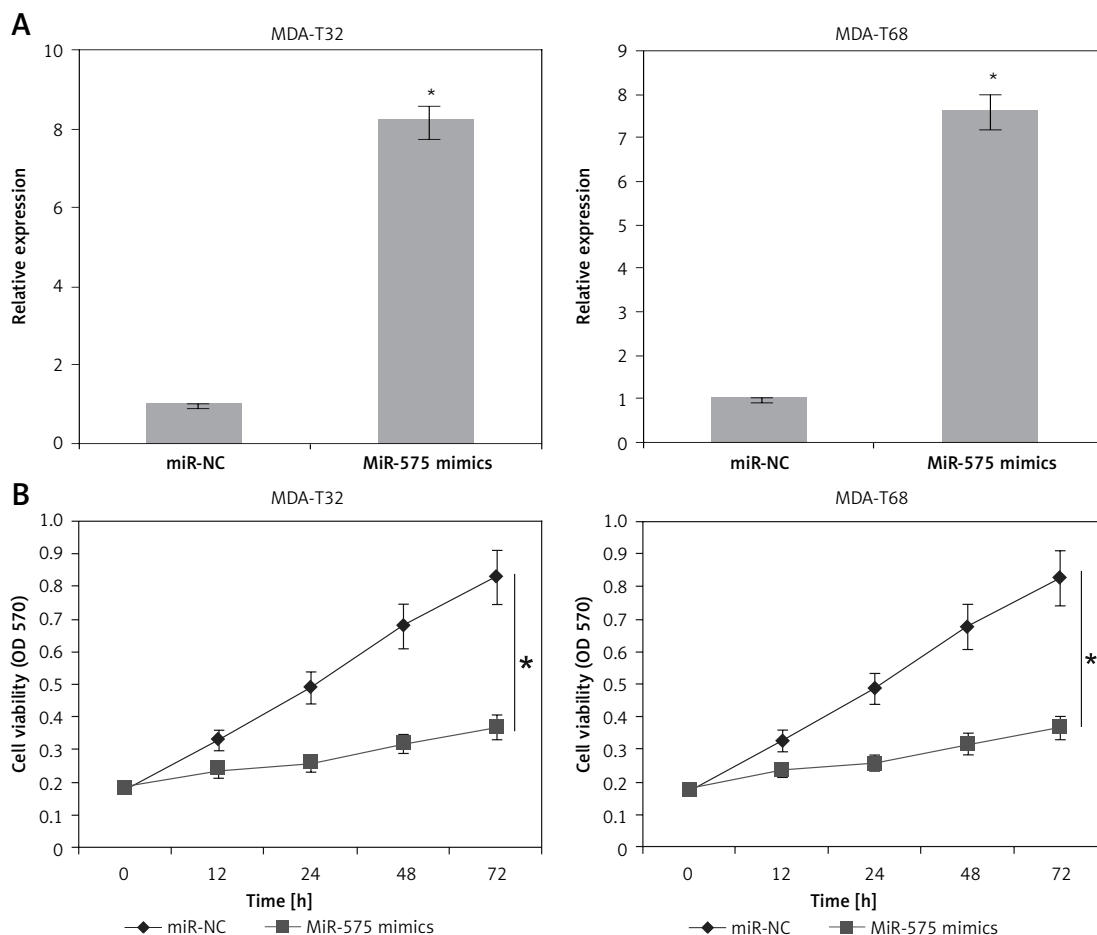 A
MDA-T32
Relative expression
10
8
6
4
2
0
miR-NC MiR-575 mimics
*
MDA-T68
Relative expression
9
8
7
6
5
4
3
2
1
0
miR-NC MiR-575 mimics
*
B
MDA-T32
Cell viability (OD 570)
1.0
0.9
0.8
0.7
0.6
0.5
0.4
0.3
0.2
0.1
0
0 12 24 48 72
Time [h]
miR-NC MiR-575 mimics
*
MDA-T68
Cell viability (OD 570)
1.0
0.9
0.8
0.7
0.6
0.5
0.4
0.3
0.2
0.1
0
0 12 24 48 72
Time [h]
miR-NC MiR-575 mimics
*